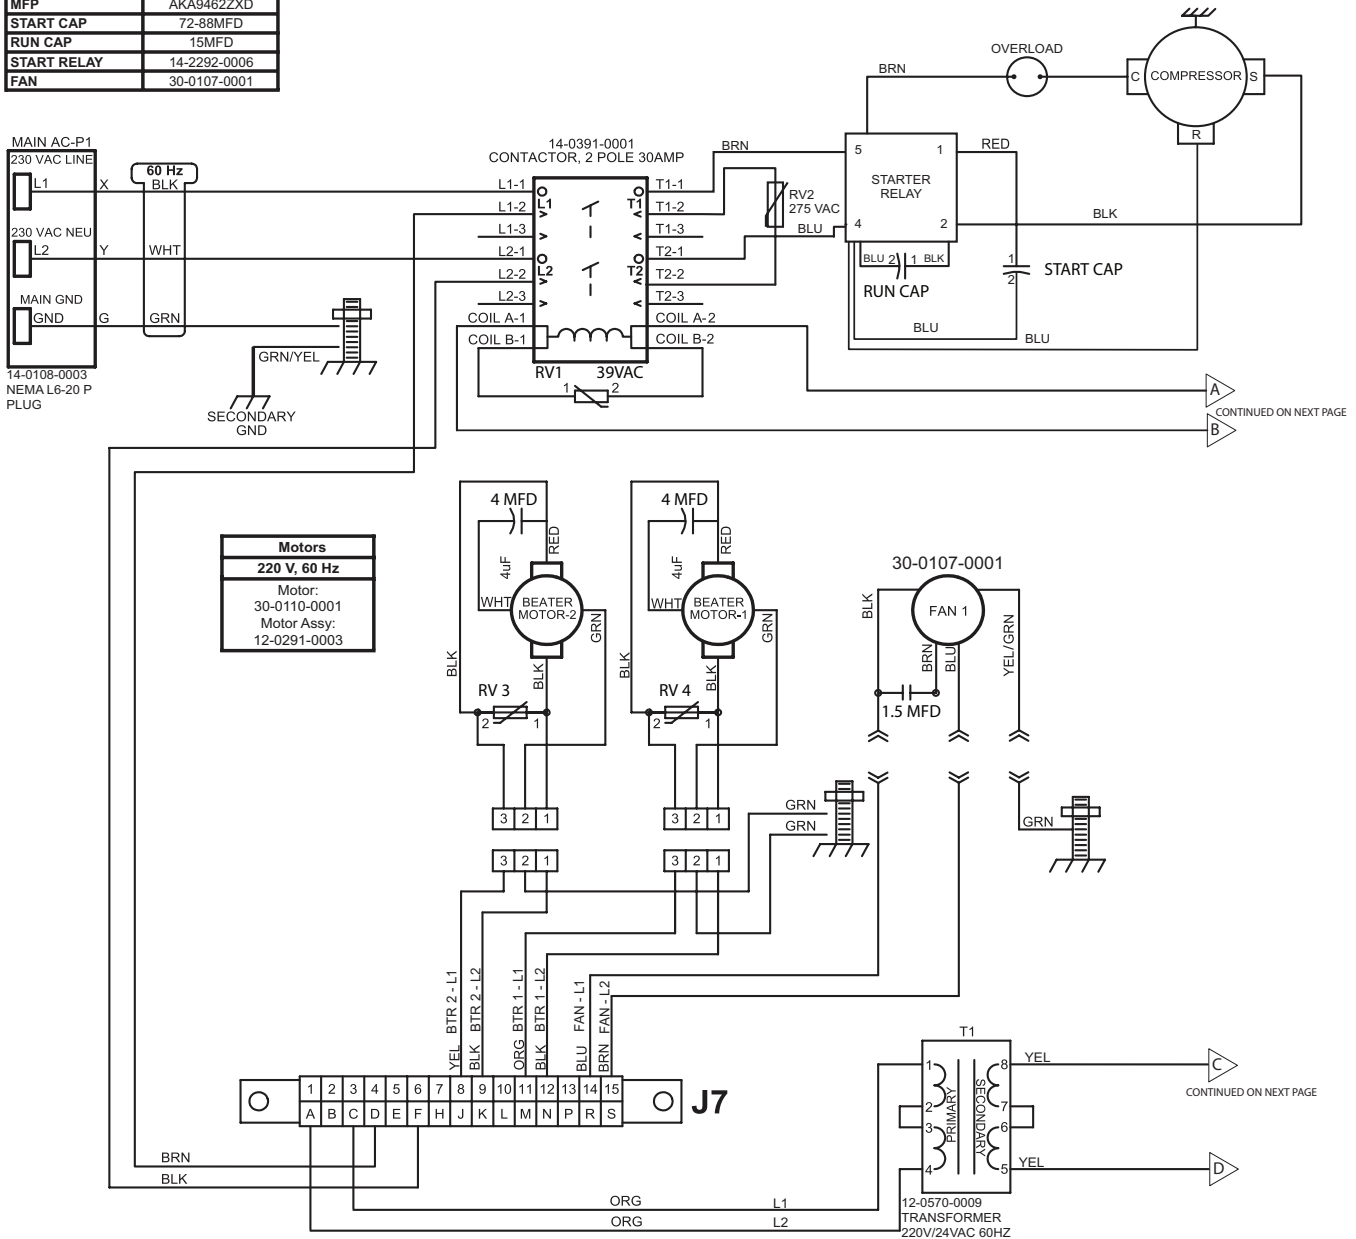 MFP AKA9462ZXD
START CAP 72-88MFD
RUN CAP 15MFD
START RELAY 14-2292-0006
FAN 30-0107-0001
OVERLOAD
BRN
C COMPRESSOR S
R
MAIN AC-P1
230 VAC LINE
L1 X
60 Hz
BLK
230 VAC NEU
L2 Y WHT
MAIN GND
GND G GRN
GRN/YEL
14-0108-0003
NEMA L6-20 P
PLUG
SECONDARY
GND
14-0391-0001
CONTACTOR, 2 POLE 30AMP
L1-1 T1-1
L1 T1
L1-2 T1-2
L1-3 T1-3
L2-1 T2-1
L2 T2
L2-2 T2-2
L2-3 T2-3
COIL A-1 COIL A-2
COIL B-1 COIL B-2
RV1 39VAC
1 2
BRN
RV2
275 VAC
BLU
5 1
STARTER
RELAY
4 2
RED
BLK
BLU 2 1 BLK
RUN CAP
1
2
START CAP
BLU
BLU
A
CONTINUED ON NEXT PAGE
B
Motors
220 V, 60 Hz
Motor:
30-0110-0001
Motor Assy:
12-0291-0003
4 MFD
RED
4uF
WHT
BEATER
MOTOR-2
GRN
BLK
BLK
RV 3
2 1
3 2 1
3 2 1
4 MFD
RED
4uF
WHT
BEATER
MOTOR-1
GRN
BLK
BLK
RV 4
2 1
3 2 1
3 2 1
30-0107-0001
FAN 1
BLK
BRN
BLU
YEL/GRN
1.5 MFD
GRN
GRN
GRN
YEL BTR 2 - L1
BLK BTR 2 - L2
ORG BTR 1 - L1
BLK BTR 1 - L2
BLU FAN - L1
BRN FAN - L2
1 2 3 4 5 6 7 8 9 10 11 12 13 14 15
A B C D E F H J K L M N P R S
J7
BRN
BLK
ORG L1
ORG L2
T1
1 8 YEL
2 7
3 6
4 5 YEL
PRIMARY
SECONDARY
12-0570-0009
TRANSFORMER
220V/24VAC 60HZ
C
CONTINUED ON NEXT PAGE
D